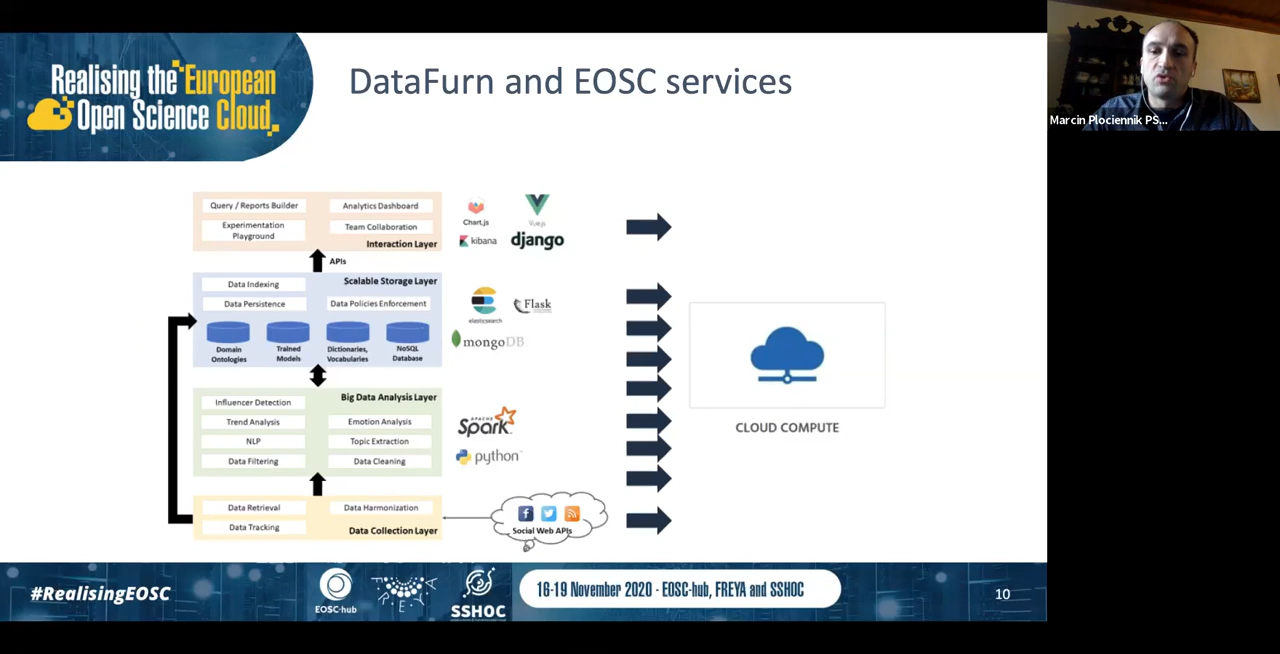 Realising the European
Open Science Cloud
DataFurn and EOSC services
Marcin Plociennik PS...
Query / Reports Builder
Analytics Dashboard
Experimentation
Playground
Team Collaboration
Interaction Layer
Chart.js
Vue.js
kibana
django
APIs
Scalable Storage Layer
Data Indexing
Data Persistence
Data Policies Enforcement
Domain
Ontologies
Trained
Models
Dictionaries,
Vocabularies
NoSQL
Database
elasticsearch
Flask
mongoDB
Big Data Analysis Layer
Influencer Detection
Trend Analysis
Emotion Analysis
NLP
Topic Extraction
Data Filtering
Data Cleaning
APACHE
Spark
python
Data Retrieval
Data Harmonization
Data Tracking
Data Collection Layer
Social Web APIs
CLOUD COMPUTE
#RealisingEOSC
EOSC-hub
FREYA
SSHOC
16-19 November 2020 - EOSC-hub, FREYA and SSHOC
10